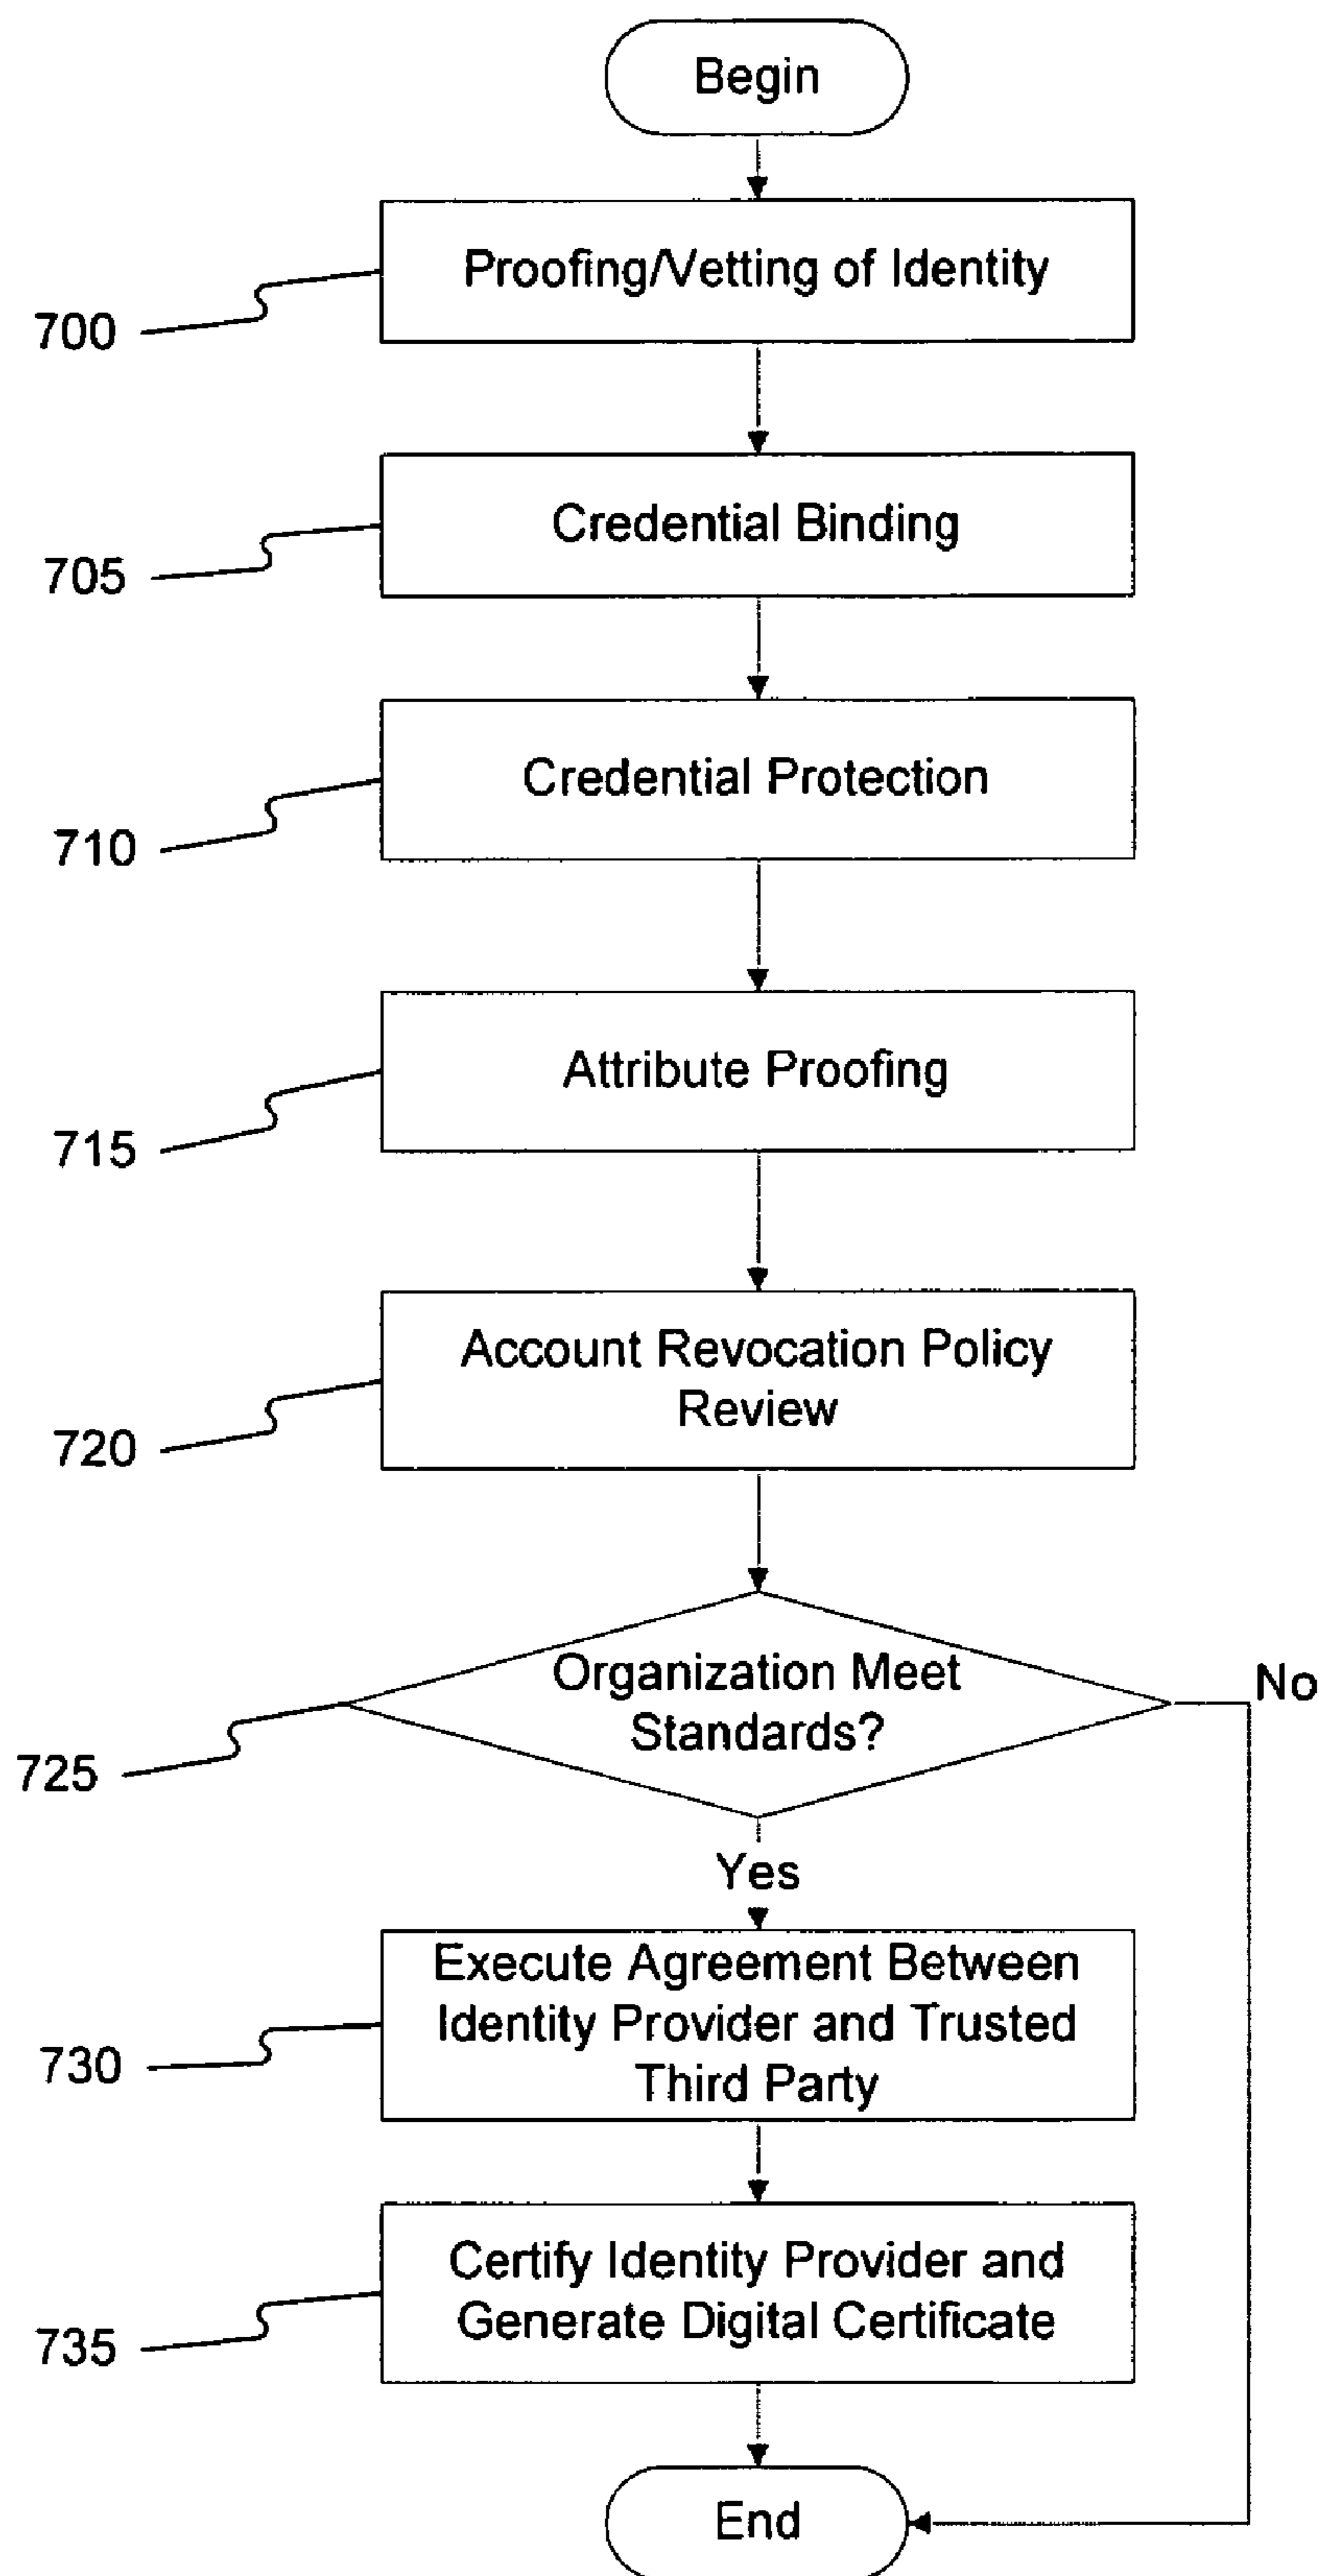 Begin
Proofing/Vetting of Identity
700
Credential Binding
705
Credential Protection
710
Attribute Proofing
715
Account Revocation Policy
Review
720
Organization Meet
Standards?
No
725
Yes
Execute Agreement Between
Identity Provider and Trusted
Third Party
730
Certify Identity Provider and
Generate Digital Certificate
735
End